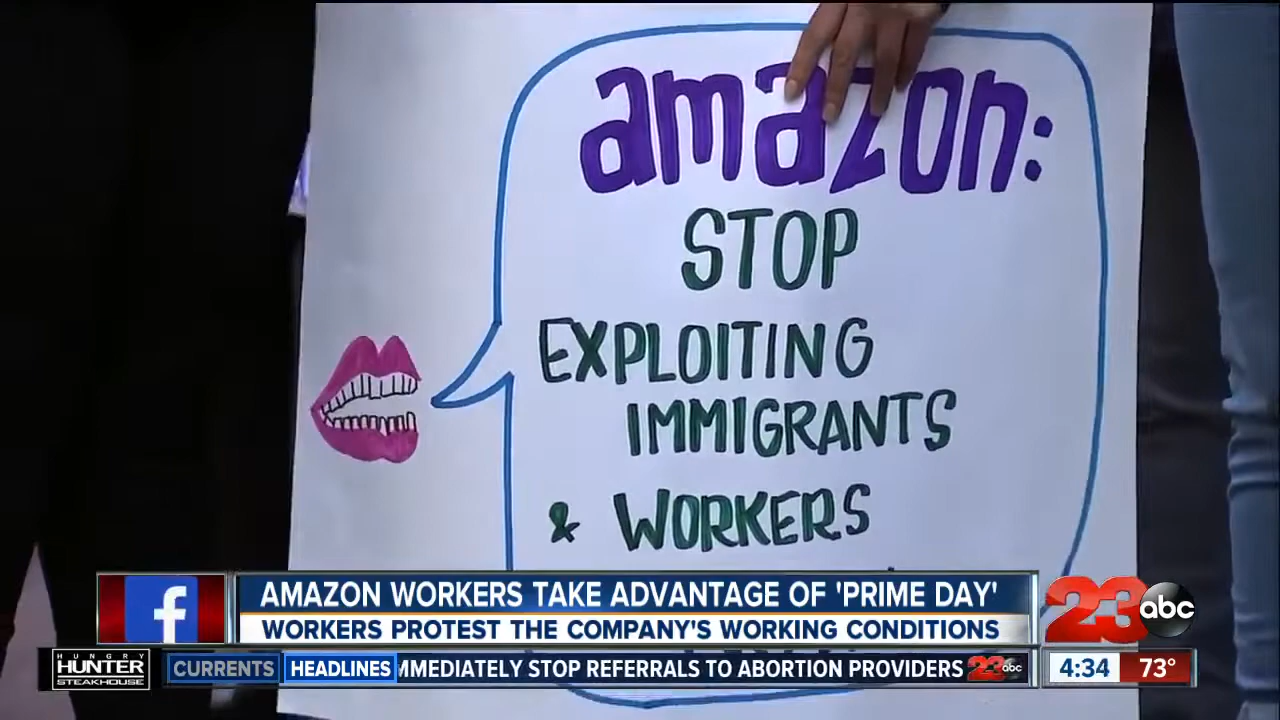 amazon:
STOP
EXPLOITING
IMMIGRANTS
& WORKERS
f
AMAZON WORKERS TAKE ADVANTAGE OF 'PRIME DAY'
WORKERS PROTEST THE COMPANY'S WORKING CONDITIONS
23 abc
HUNGRY
HUNTER
STEAKHOUSE
CURRENTS
HEADLINES
MMEDIATELY STOP REFERRALS TO ABORTION PROVIDERS
23 abc
4:34
73°